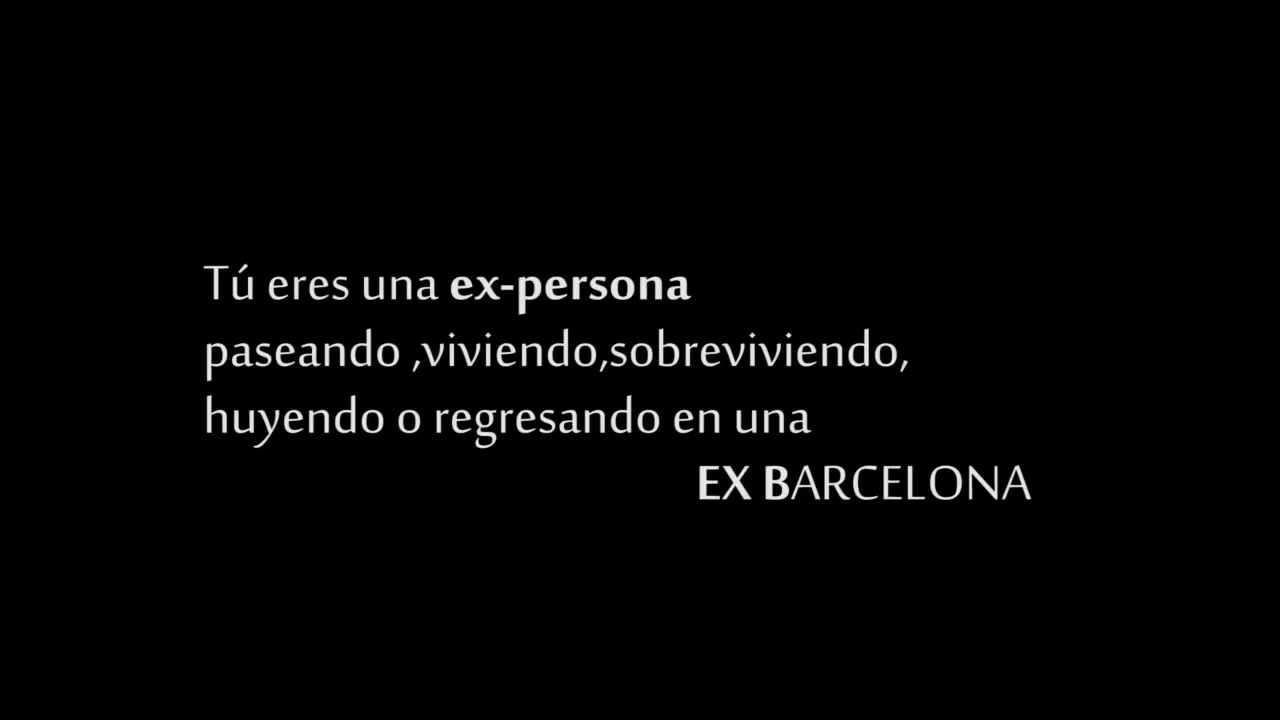 Tú eres una ex-persona
paseando ,viviendo,sobreviviendo,
huyendo o regresando en una
EX BARCELONA